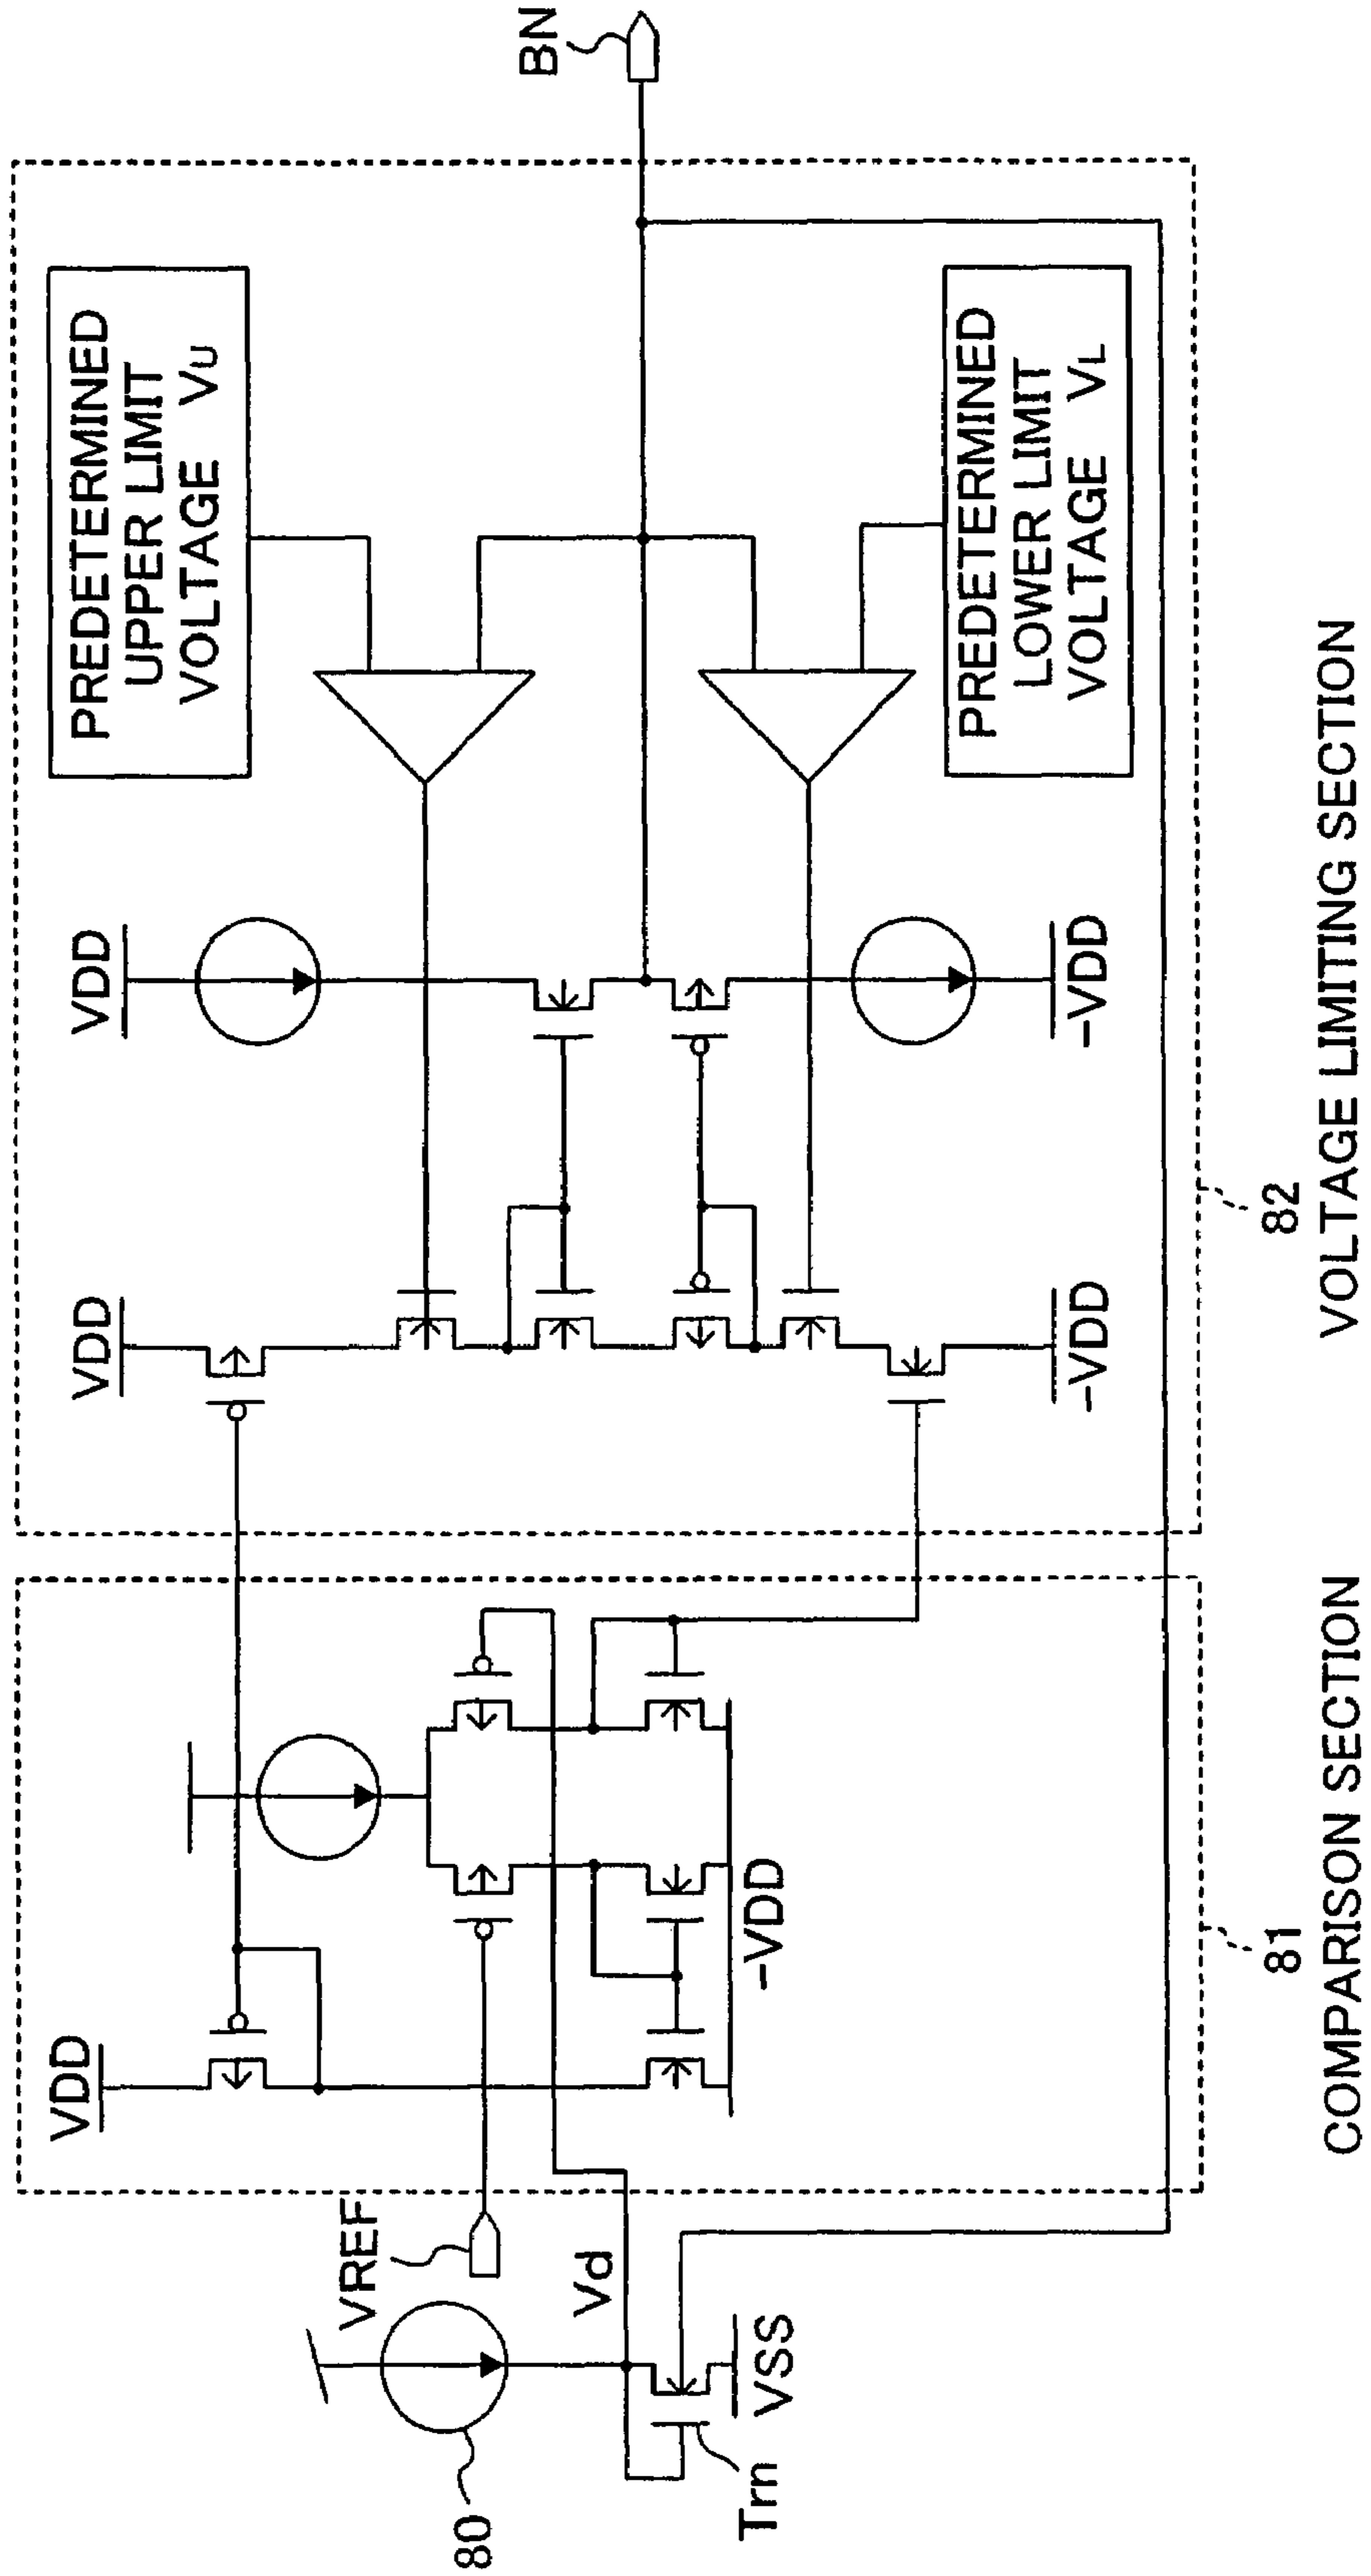 80
Trn
VSS
Vd
VREF
VDD
-VDD
81
COMPARISON SECTION
VDD
-VDD
VDD
-VDD
PREDETERMINED
UPPER LIMIT
VOLTAGE VU
PREDETERMINED
LOWER LIMIT
VOLTAGE VL
82
VOLTAGE LIMITING SECTION
BN